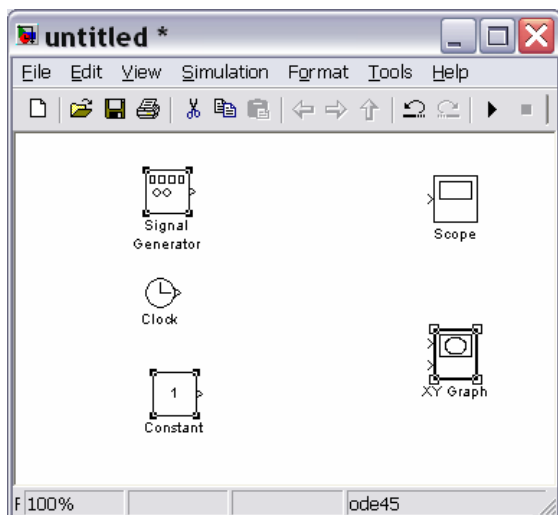 untitled *
File Edit View Simulation Format Tools Help
Signal
Generator
Scope
Clock
XY Graph
1
Constant
F 100% ode45